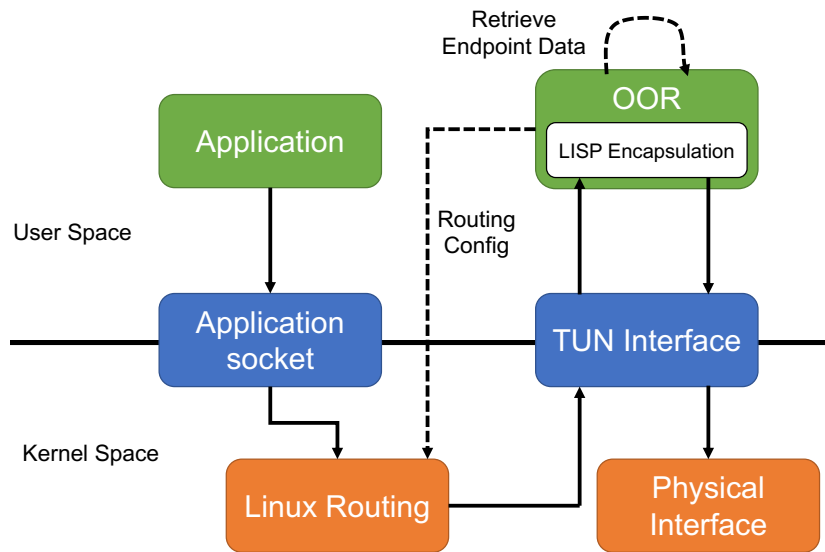 Retrieve
Endpoint Data
OOR
Application
LISP Encapsulation
User Space
Routing
Config
Application
socket
TUN Interface
Kernel Space
Linux Routing
Physical
Interface